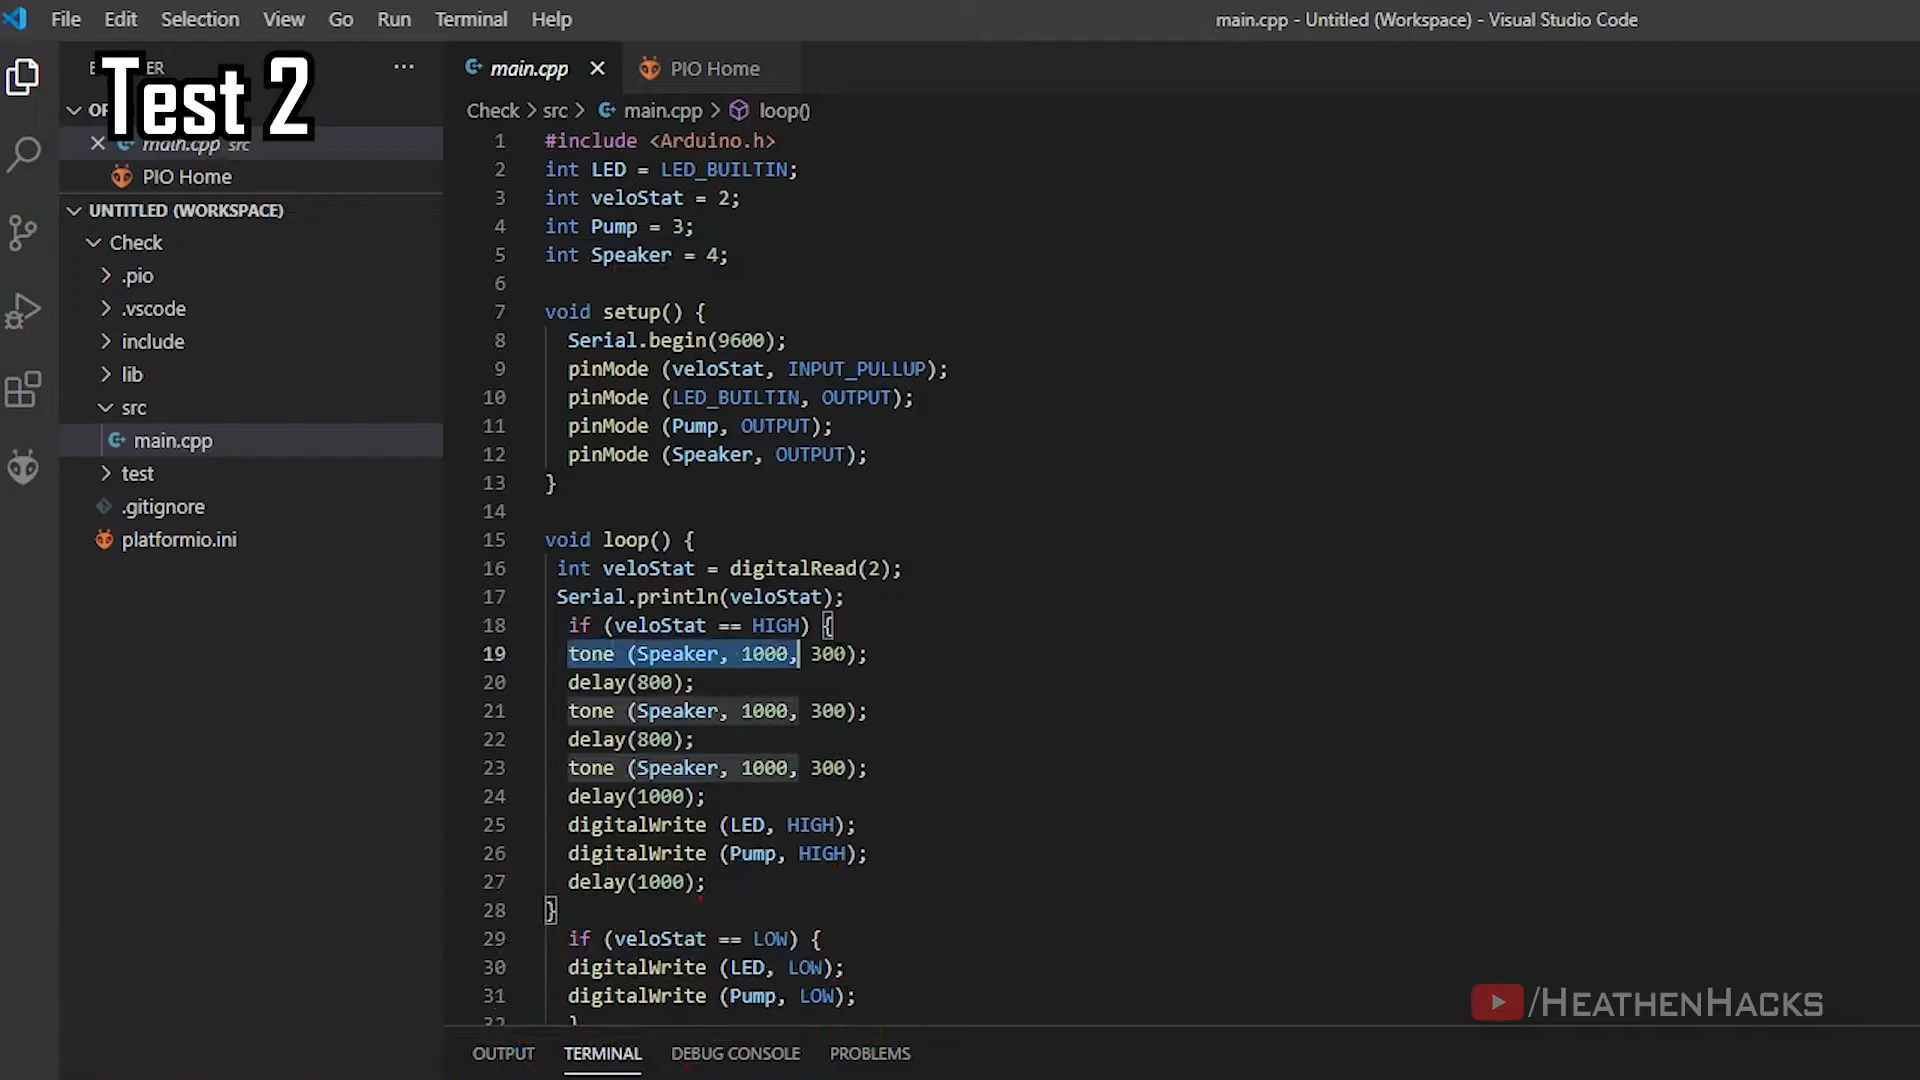 File Edit Selection View Go Run Terminal Help
main.cpp - Untitled (Workspace) - Visual Studio Code
Test 2
main.cpp src
PIO Home
UNTITLED (WORKSPACE)
Check
.pio
.vscode
include
lib
src
main.cpp
test
.gitignore
platformio.ini
main.cpp PIO Home
Check > src > main.cpp > loop()
1 #include <Arduino.h>
2 int LED = LED_BUILTIN;
3 int veloStat = 2;
4 int Pump = 3;
5 int Speaker = 4;
6
7 void setup() {
8 Serial.begin(9600);
9 pinMode (veloStat, INPUT_PULLUP);
10 pinMode (LED_BUILTIN, OUTPUT);
11 pinMode (Pump, OUTPUT);
12 pinMode (Speaker, OUTPUT);
13 }
14
15 void loop() {
16 int veloStat = digitalRead(2);
17 Serial.println(veloStat);
18 if (veloStat == HIGH) {
19 tone (Speaker, 1000, 300);
20 delay(800);
21 tone (Speaker, 1000, 300);
22 delay(800);
23 tone (Speaker, 1000, 300);
24 delay(1000);
25 digitalWrite (LED, HIGH);
26 digitalWrite (Pump, HIGH);
27 delay(1000);
28 }
29 if (veloStat == LOW) {
30 digitalWrite (LED, LOW);
31 digitalWrite (Pump, LOW);
32 }
/HEATHENHACKS
OUTPUT TERMINAL DEBUG CONSOLE PROBLEMS